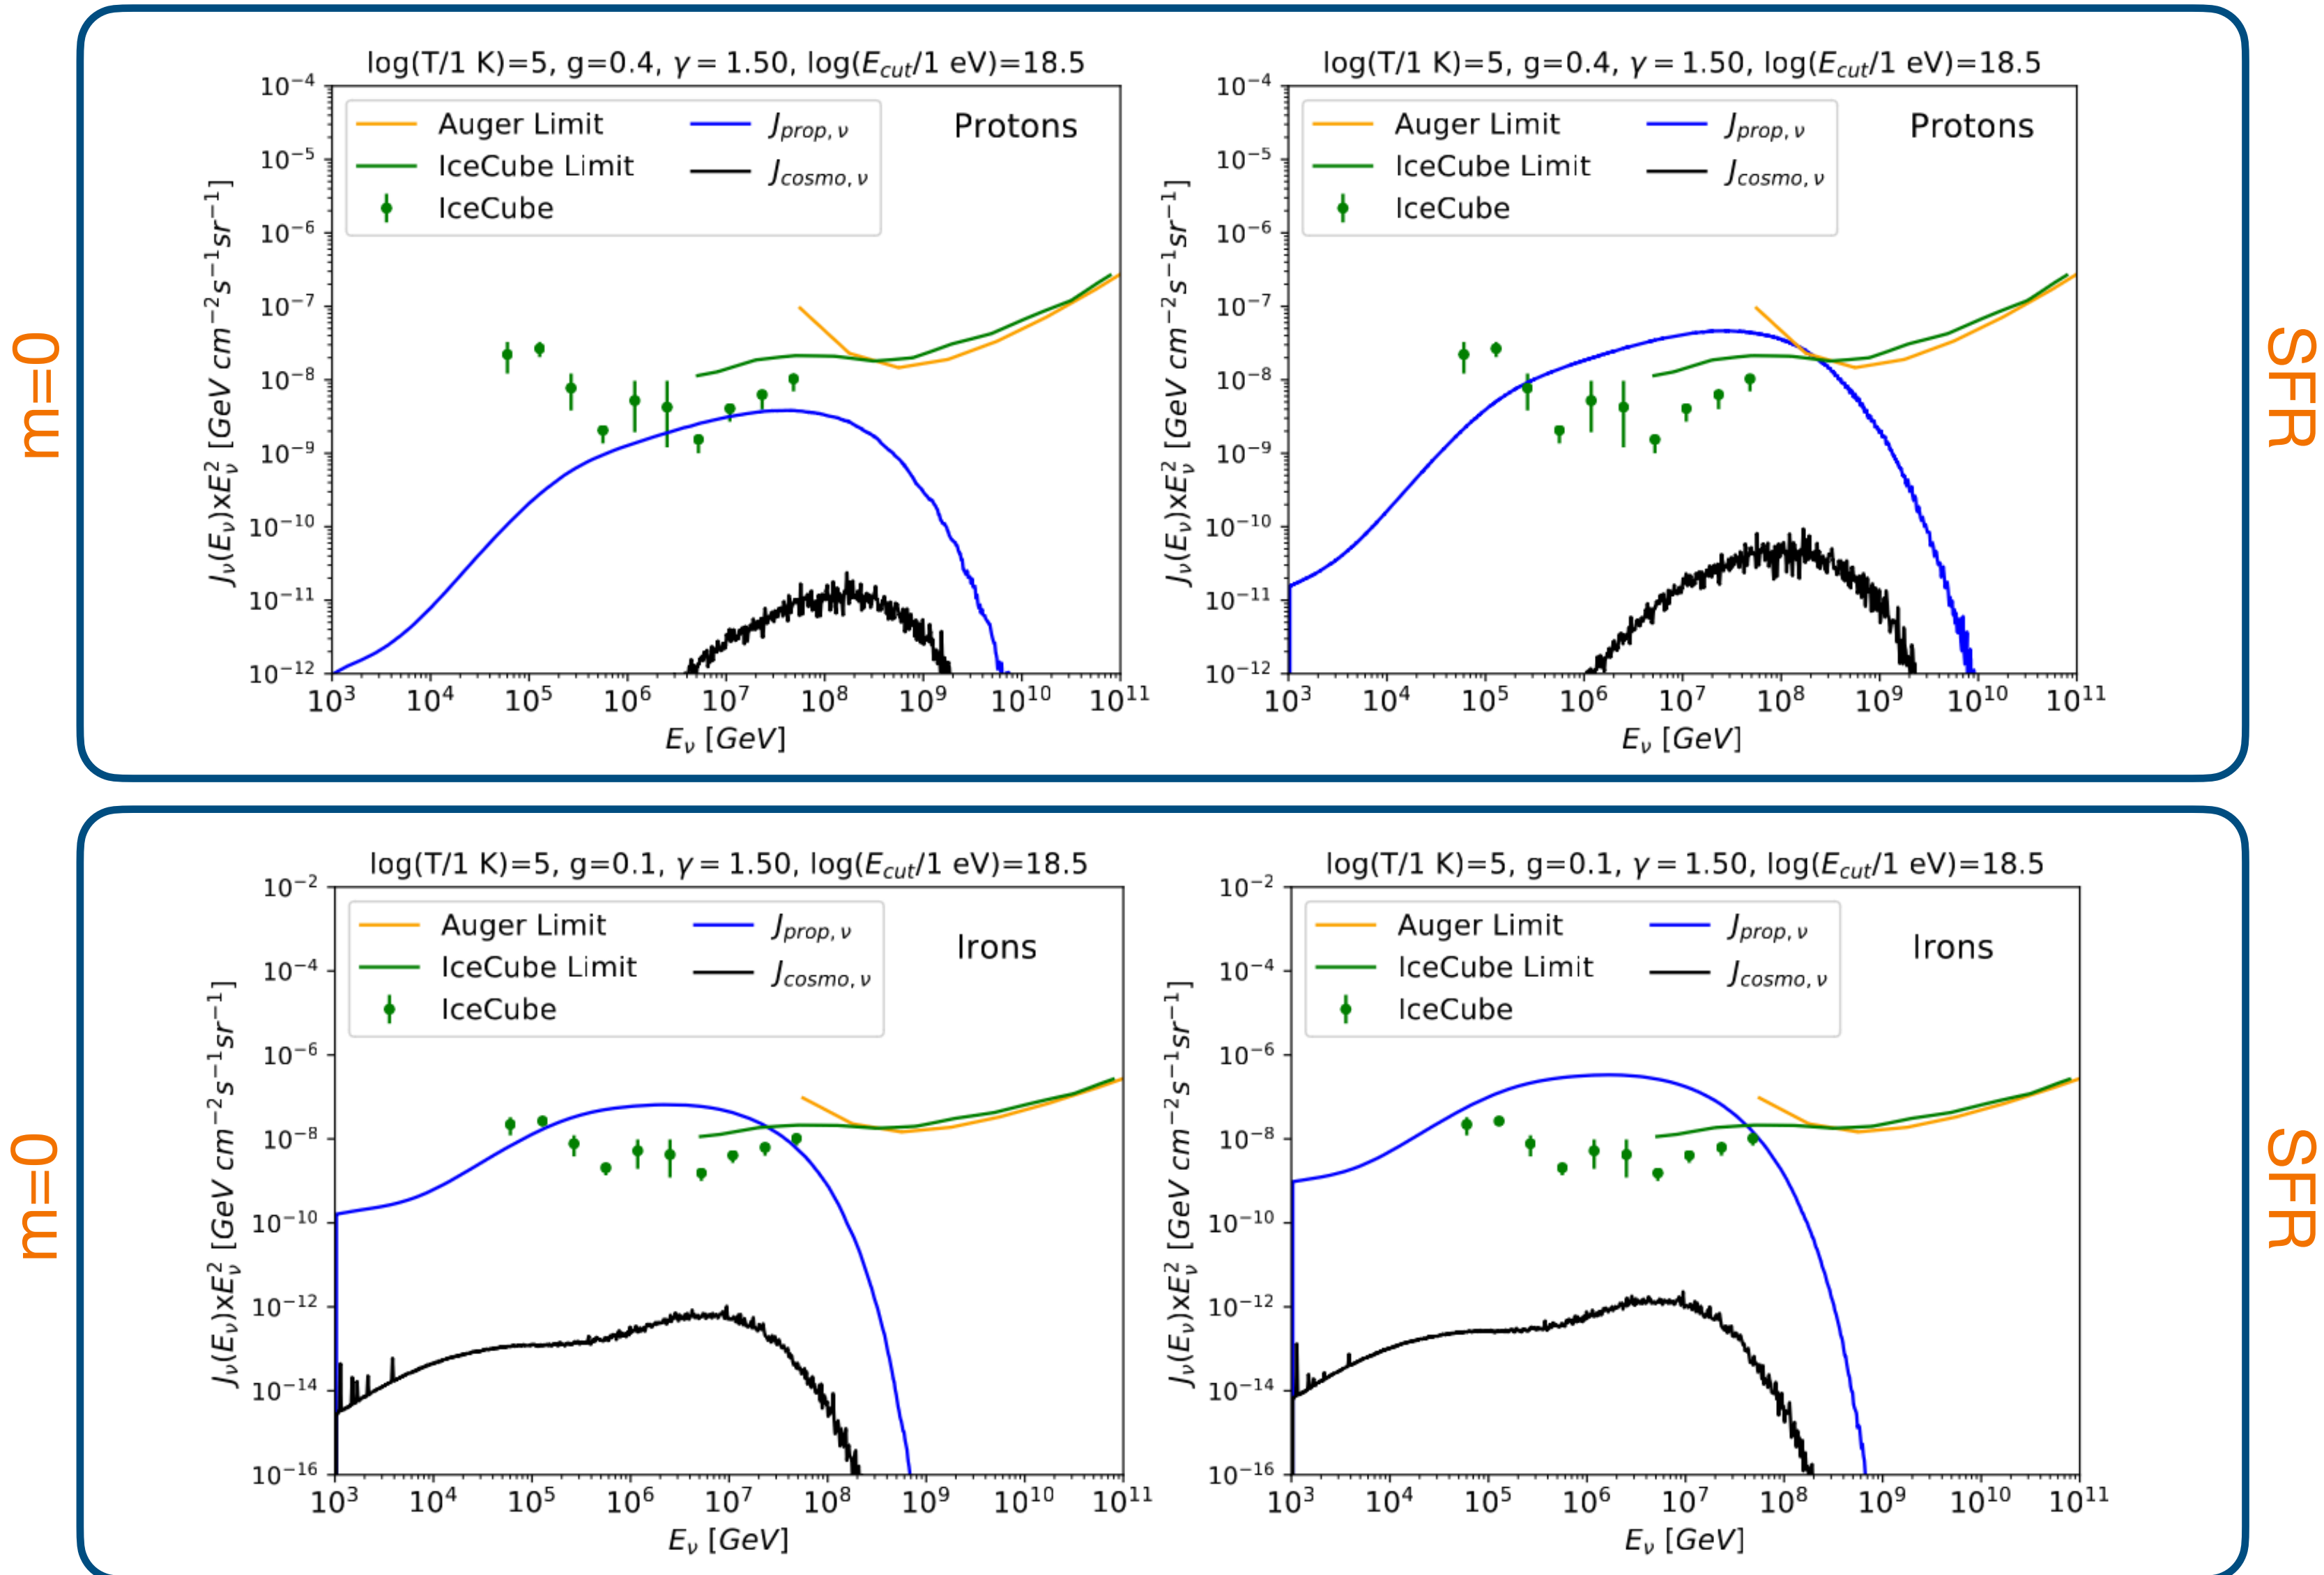 m=0
SFR
log(T/1 K)=5, g=0.4, γ = 1.50, log(E_cut/1 eV)=18.5
Auger Limit
IceCube Limit
IceCube
J_prop, ν
J_cosmo, ν
Protons
J_ν(E_ν)xE_ν^2 [GeV cm^−2 s^−1 sr^−1]
10^−4
10^−5
10^−6
10^−7
10^−8
10^−9
10^−10
10^−11
10^−12
10^3 10^4 10^5 10^6 10^7 10^8 10^9 10^10 10^11
E_ν [GeV]
log(T/1 K)=5, g=0.4, γ = 1.50, log(E_cut/1 eV)=18.5
Auger Limit
IceCube Limit
IceCube
J_prop, ν
J_cosmo, ν
Protons
J_ν(E_ν)xE_ν^2 [GeV cm^−2 s^−1 sr^−1]
10^−4
10^−5
10^−6
10^−7
10^−8
10^−9
10^−10
10^−11
10^−12
10^3 10^4 10^5 10^6 10^7 10^8 10^9 10^10 10^11
E_ν [GeV]
m=0
SFR
log(T/1 K)=5, g=0.1, γ = 1.50, log(E_cut/1 eV)=18.5
Auger Limit
IceCube Limit
IceCube
J_prop, ν
J_cosmo, ν
Irons
J_ν(E_ν)xE_ν^2 [GeV cm^−2 s^−1 sr^−1]
10^−2
10^−4
10^−6
10^−8
10^−10
10^−12
10^−14
10^−16
10^3 10^4 10^5 10^6 10^7 10^8 10^9 10^10 10^11
E_ν [GeV]
log(T/1 K)=5, g=0.1, γ = 1.50, log(E_cut/1 eV)=18.5
Auger Limit
IceCube Limit
IceCube
J_prop, ν
J_cosmo, ν
Irons
J_ν(E_ν)xE_ν^2 [GeV cm^−2 s^−1 sr^−1]
10^−2
10^−4
10^−6
10^−8
10^−10
10^−12
10^−14
10^−16
10^3 10^4 10^5 10^6 10^7 10^8 10^9 10^10 10^11
E_ν [GeV]